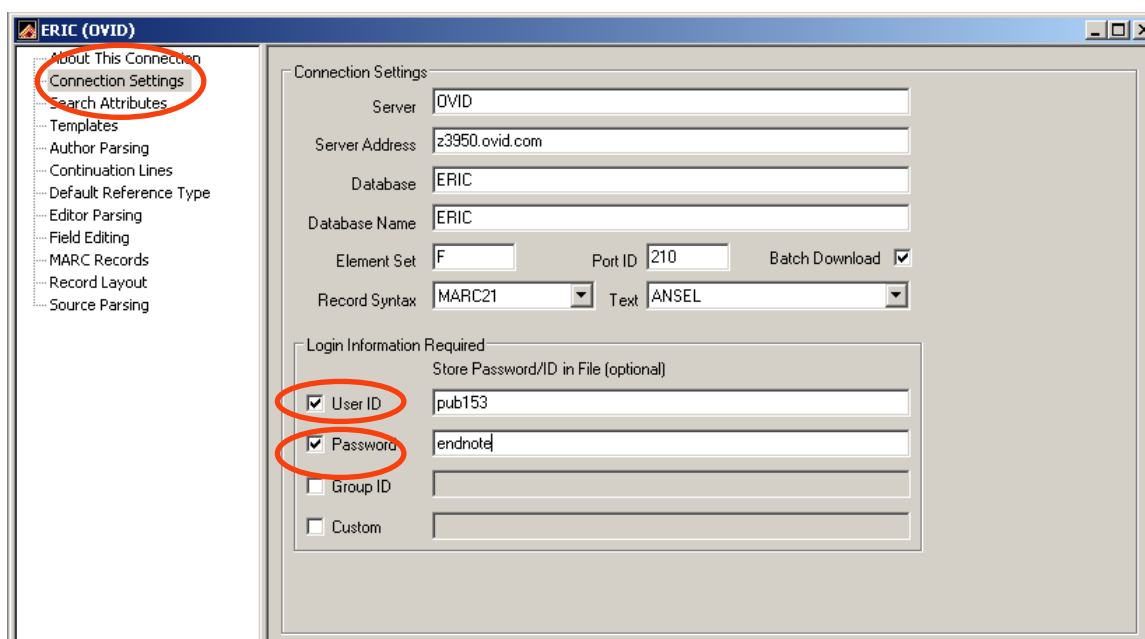 ERIC (OVID)
About This Connection
Connection Settings
Search Attributes
Templates
Author Parsing
Continuation Lines
Default Reference Type
Editor Parsing
Field Editing
MARC Records
Record Layout
Source Parsing
Connection Settings
Server OVID
Server Address z3950.ovid.com
Database ERIC
Database Name ERIC
Element Set F Port ID 210 Batch Download
Record Syntax MARC21 Text ANSEL
Login Information Required
Store Password/ID in File (optional)
User ID pub153
Password endnote
Group ID
Custom